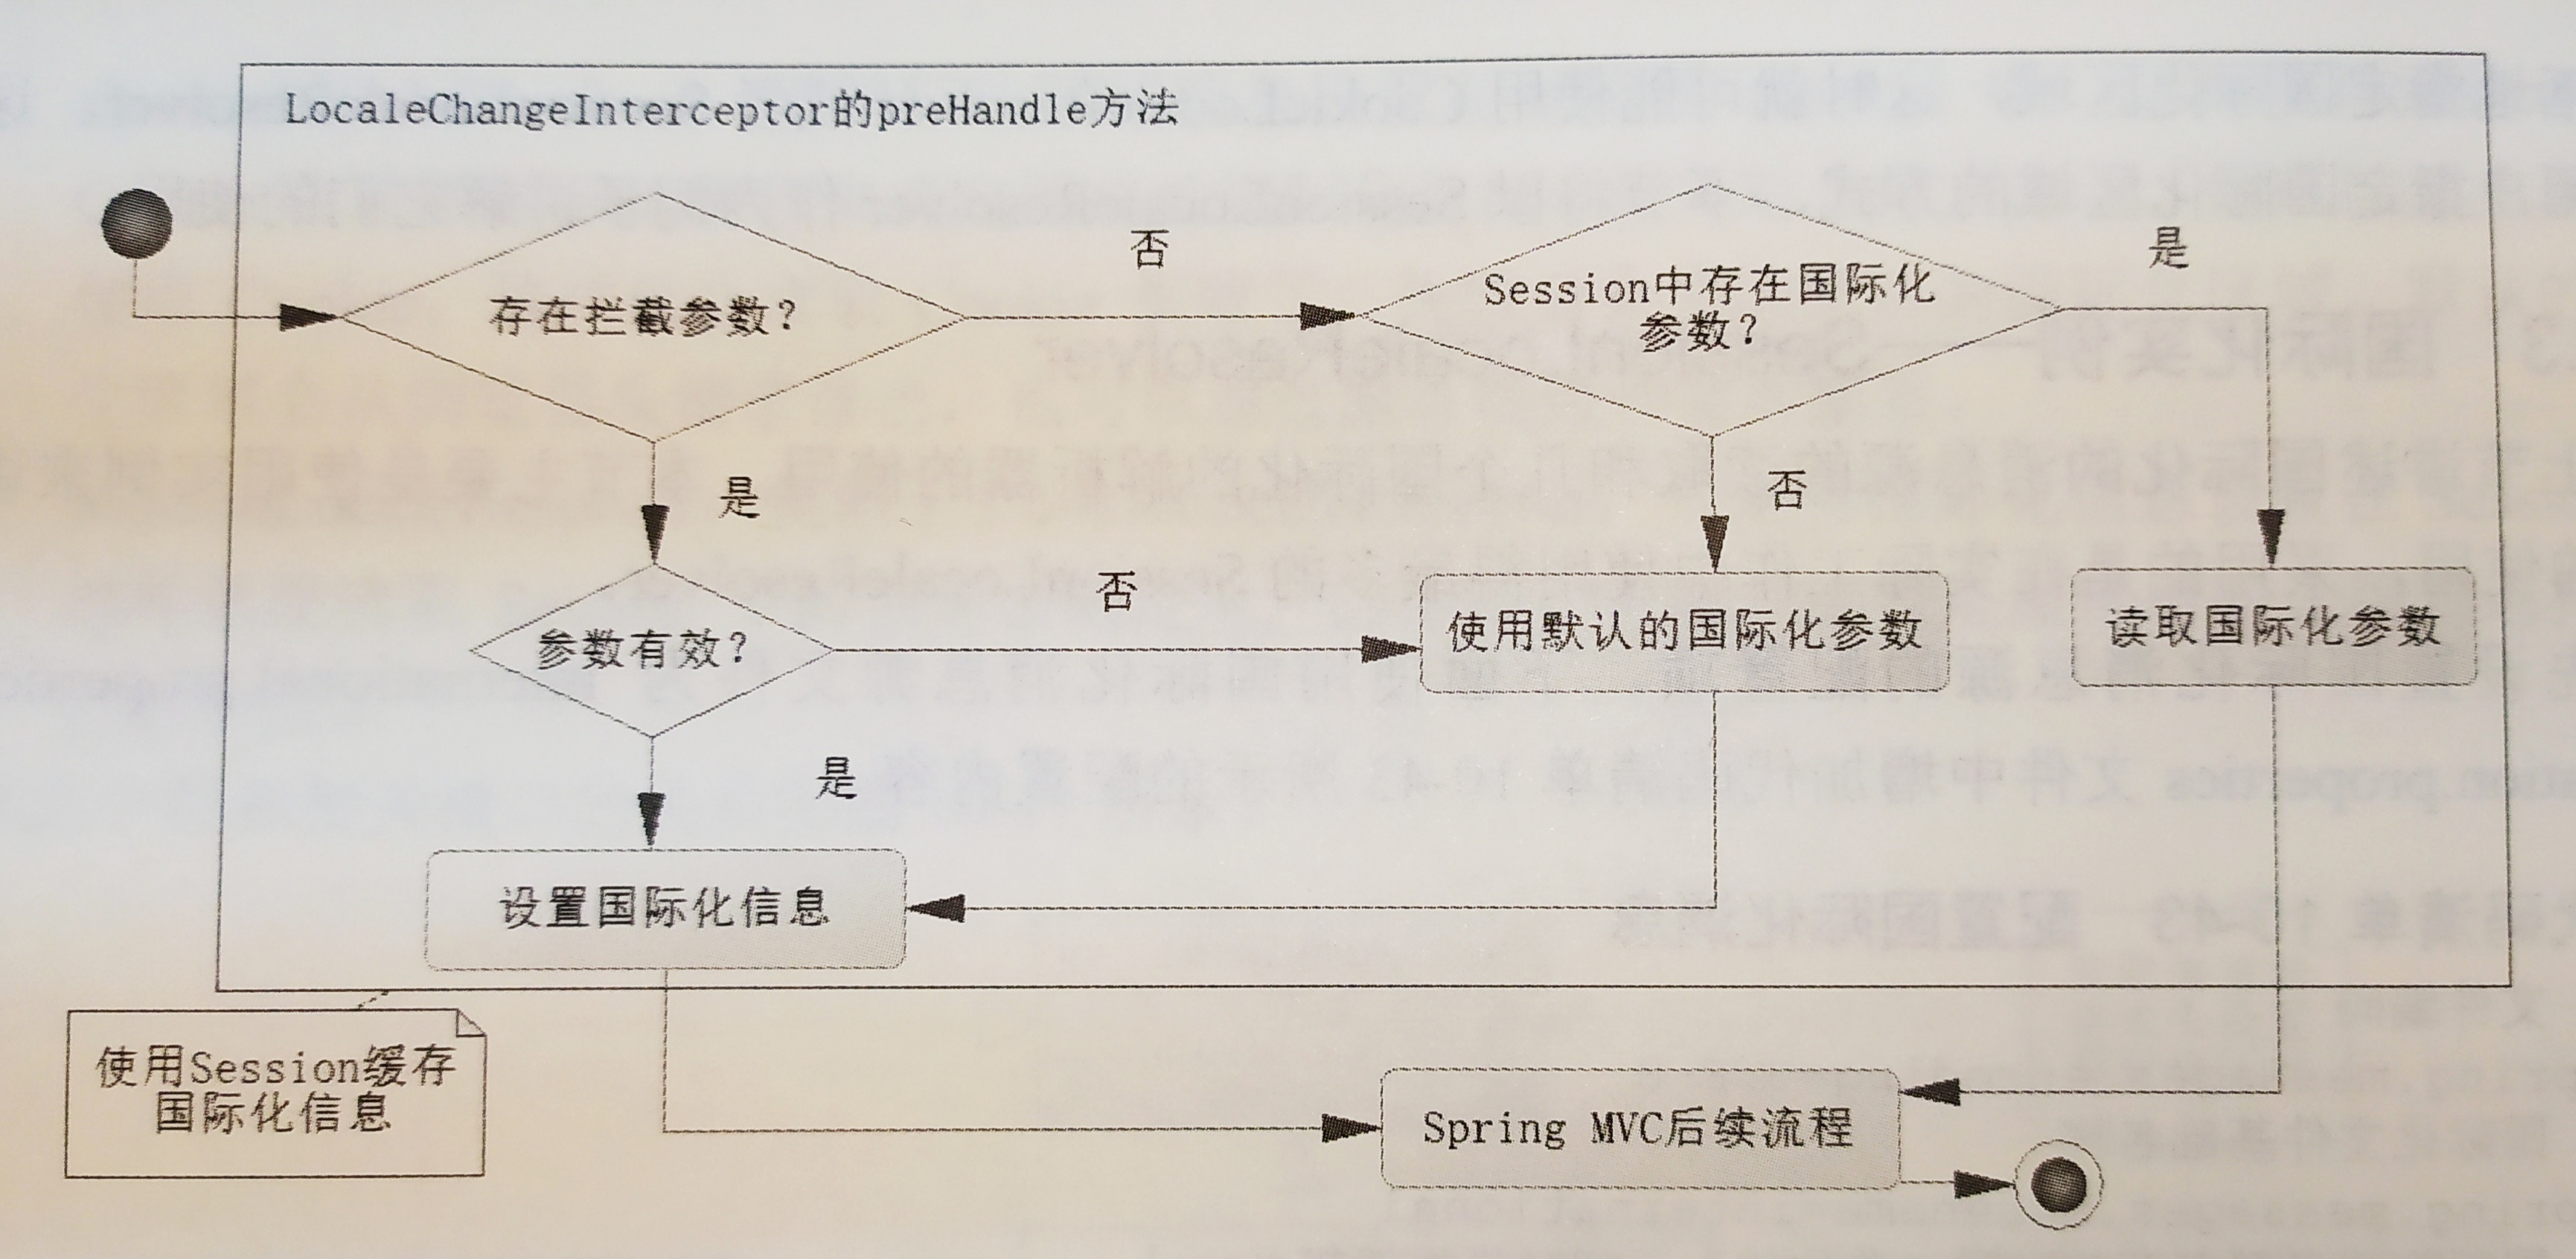 LocaleChangeInterceptor的preHandle方法
否
是
存在拦截参数？
Session中存在国际化
参数？
是
否
否
参数有效？
使用默认的国际化参数
读取国际化参数
是
设置国际化信息
使用Session缓存
国际化信息
Spring MVC后续流程